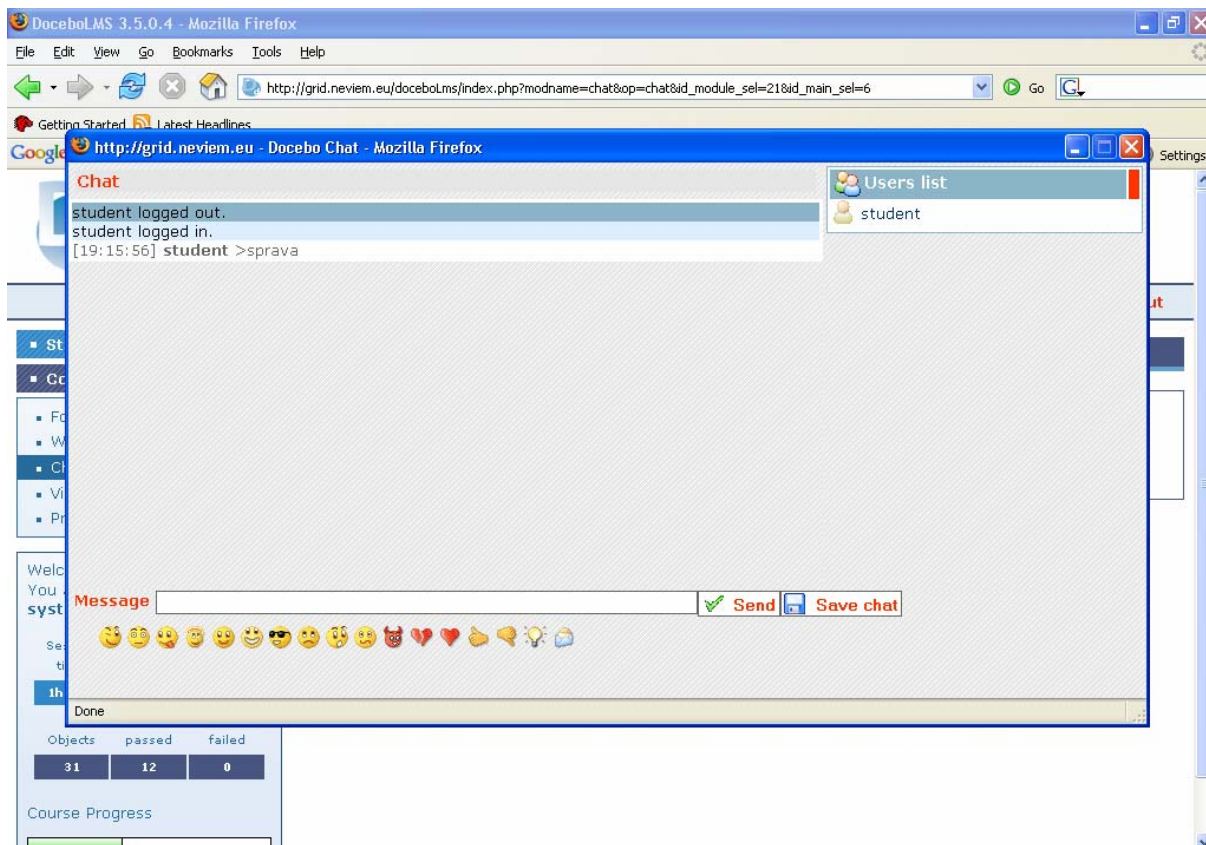 DoceboLMS 3.5.0.4 - Mozilla Firefox
File Edit View Go Bookmarks Tools Help
http://grid.neviem.eu/doceboLms/index.php?modname=chat&op=chat&id_module_sel=21&id_main_sel=6 Go G
Getting Started Latest Headlines
Google Settings
http://grid.neviem.eu - Docebo Chat - Mozilla Firefox
Chat
Users list
student logged out.
student
student logged in.
[19:15:56] student >sprava
Message Send Save chat
Done
1h
Objects passed failed
31 12 0
Course Progress